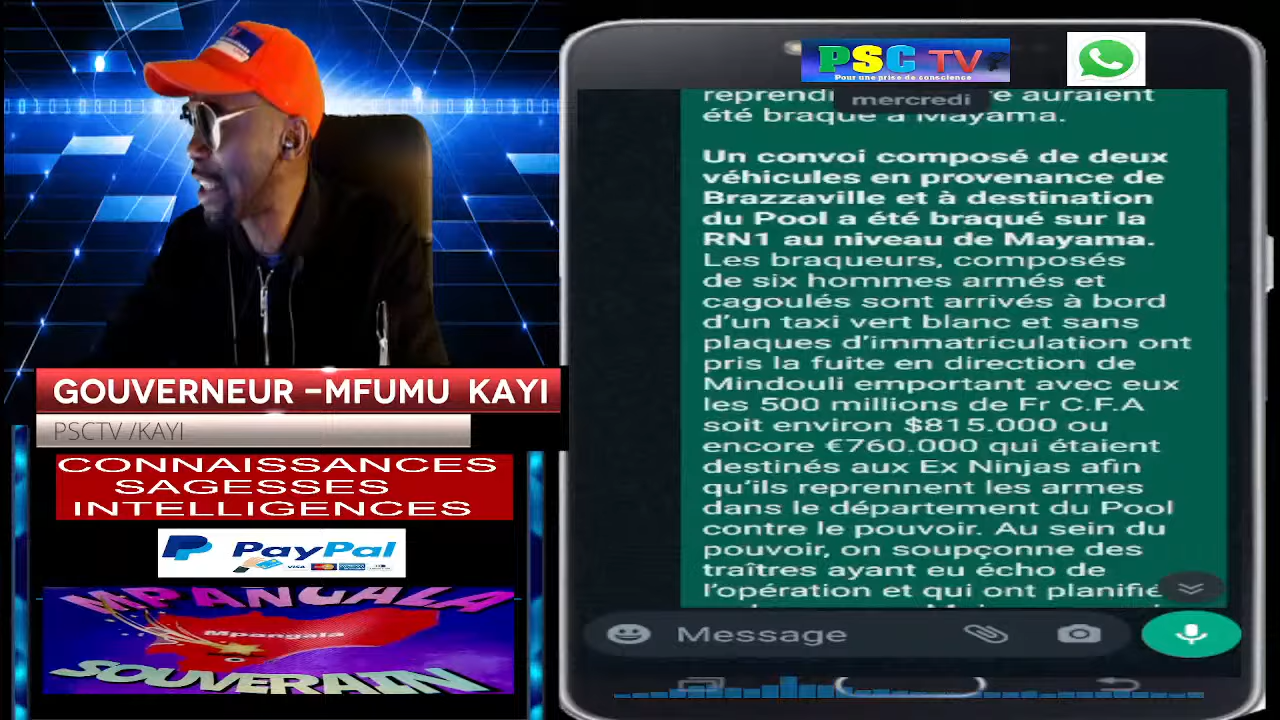 GOUVERNEUR –MFUMU KAYI
PSCTV /KAYI
CONNAISSANCES
SAGESSES
INTELLIGENCES
PayPal
VISA
MPANGALA
Mpangala
SOUVERAIN
PSC TV
Pour une prise de conscience
mercredi
e auraient
été braqué à Mayama.
Un convoi composé de deux
véhicules en provenance de
Brazzaville et à destination
du Pool a été braqué sur la
RN1 au niveau de Mayama.
Les braqueurs, composés
de six hommes armés et
cagoulés sont arrivés à bord
d'un taxi vert blanc et sans
plaques d'immatriculation ont
pris la fuite en direction de
Mindouli emportant avec eux
les 500 millions de Fr C.F.A
soit environ $815.000 ou
encore €760.000 qui étaient
destinés aux Ex Ninjas afin
qu'ils reprennent les armes
dans le département du Pool
contre le pouvoir. Au sein du
pouvoir, on soupçonne des
traîtres ayant eu écho de
l'opération et qui ont planifié
Message